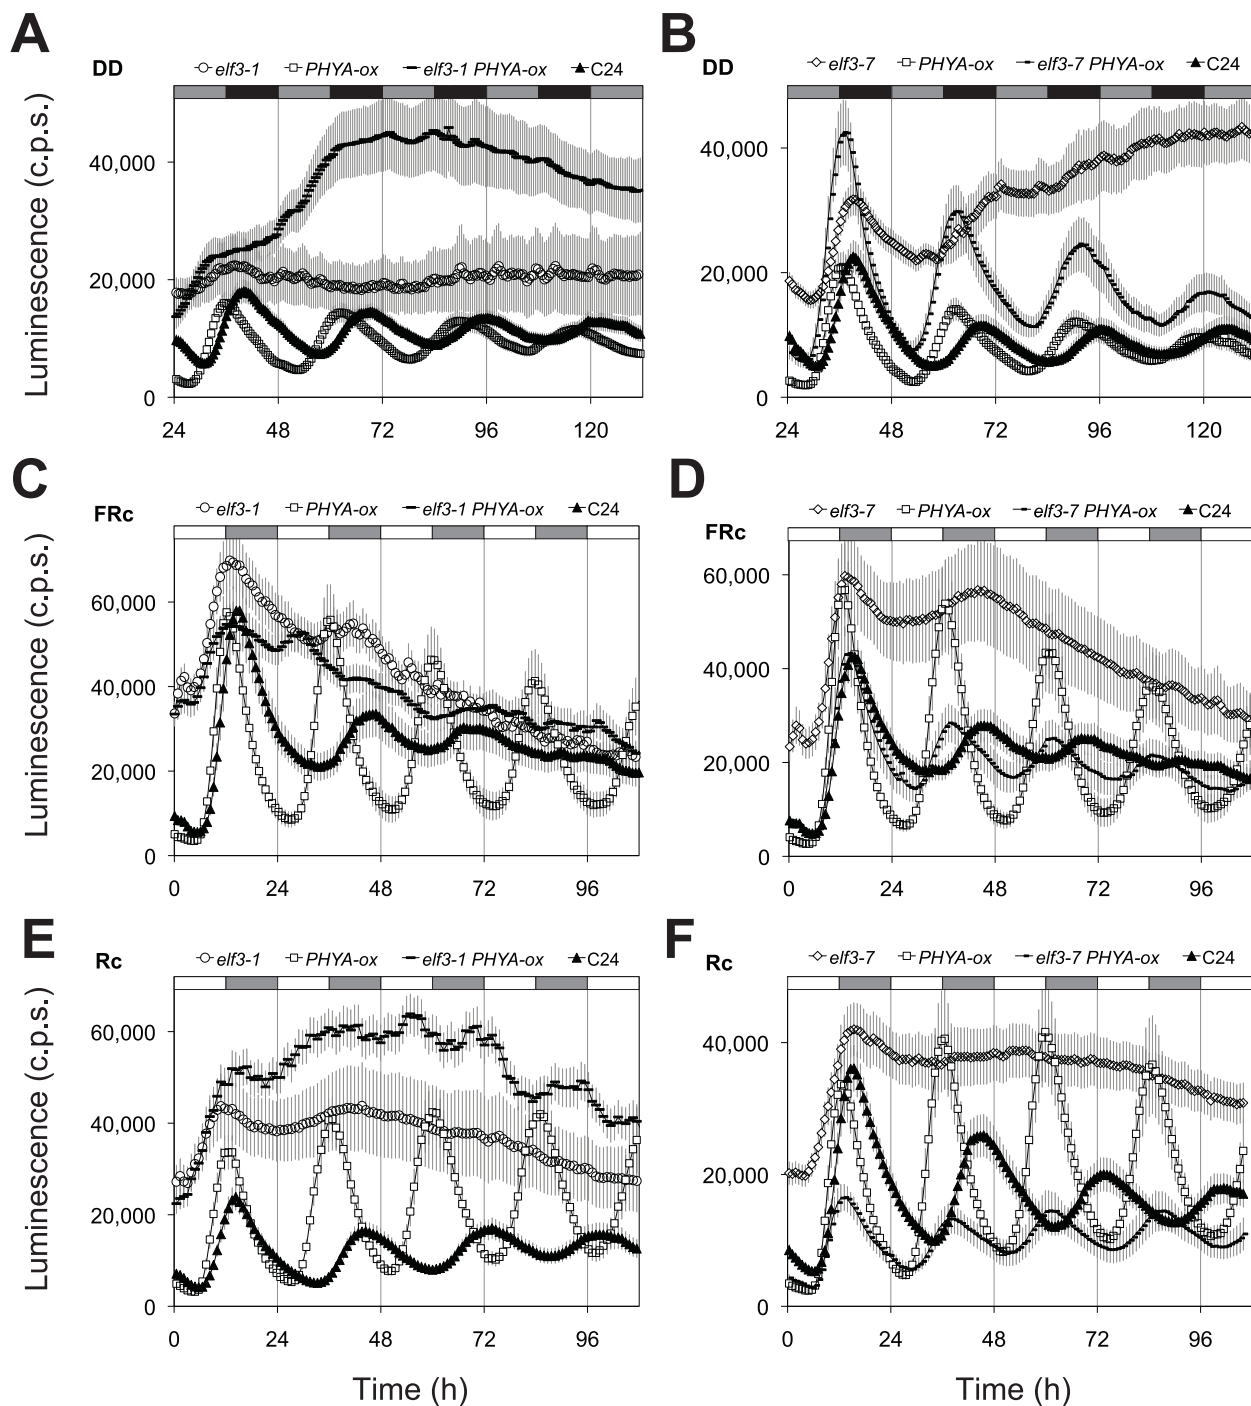 A
DD
elf3-1 PHYA-ox elf3-1 PHYA-ox C24
Luminescence (c.p.s.)
40,000
20,000
0
24 48 72 96 120
B
DD
elf3-7 PHYA-ox elf3-7 PHYA-ox C24
40,000
20,000
0
24 48 72 96 120
C
FRc
elf3-1 PHYA-ox elf3-1 PHYA-ox C24
Luminescence (c.p.s.)
60,000
40,000
20,000
0
0 24 48 72 96
D
FRc
elf3-7 PHYA-ox elf3-7 PHYA-ox C24
60,000
40,000
20,000
0
0 24 48 72 96
E
Rc
elf3-1 PHYA-ox elf3-1 PHYA-ox C24
Luminescence (c.p.s.)
60,000
40,000
20,000
0
0 24 48 72 96
Time (h)
F
Rc
elf3-7 PHYA-ox elf3-7 PHYA-ox C24
40,000
20,000
0
0 24 48 72 96
Time (h)